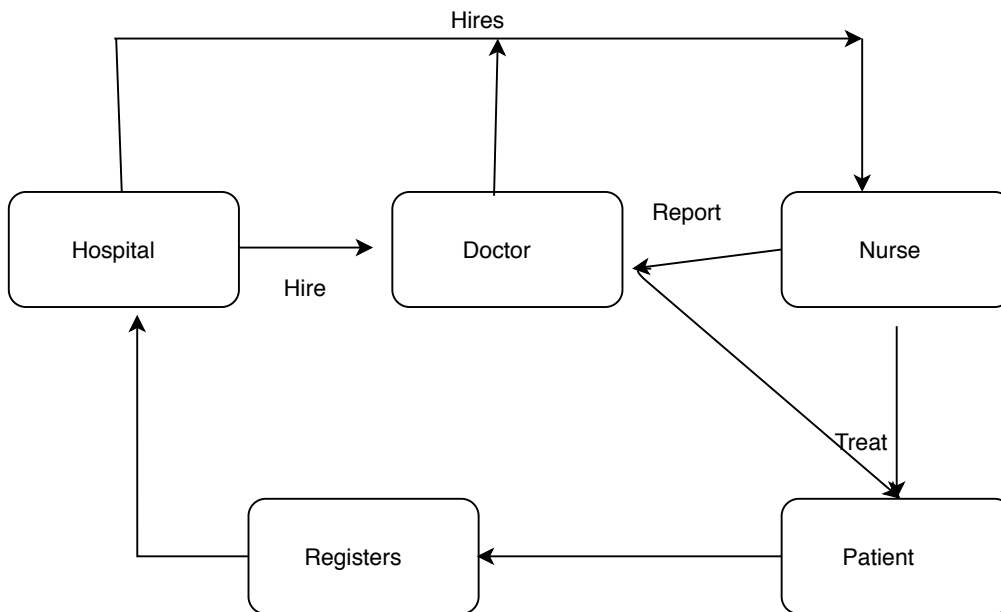 Hires
Report
Hospital
Doctor
Nurse
Hire
Treat
Registers
Patient